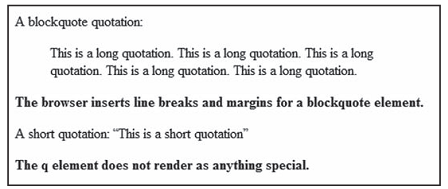 A blockquote quotation:
This is a long quotation. This is a long quotation. This is a long
quotation. This is a long quotation. This is a long quotation.
The browser inserts line breaks and margins for a blockquote element.
A short quotation: “This is a short quotation”
The q element does not render as anything special.